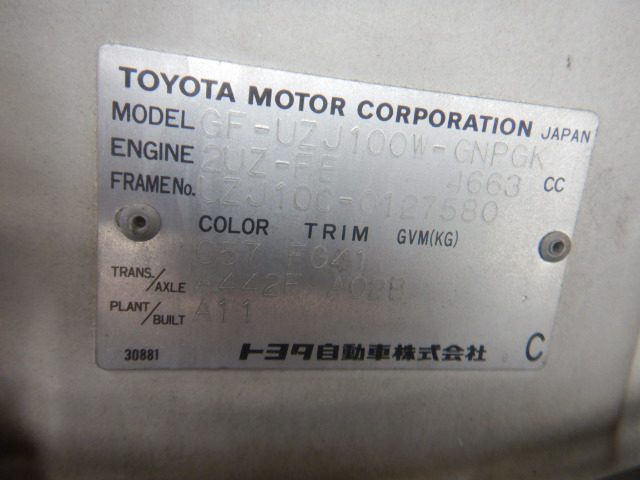 TOYOTA MOTOR CORPORATION JAPAN
MODEL GF-UZJ100W-GNPGK
ENGINE 2UZ-FE 4663 CC
FRAME No. UZJ100-0127580
COLOR TRIM GVM(KG)
057 FG41
TRANS./AXLE A442F A02B
PLANT/BUILT A11
30881 トヨタ自動車株式会社 C